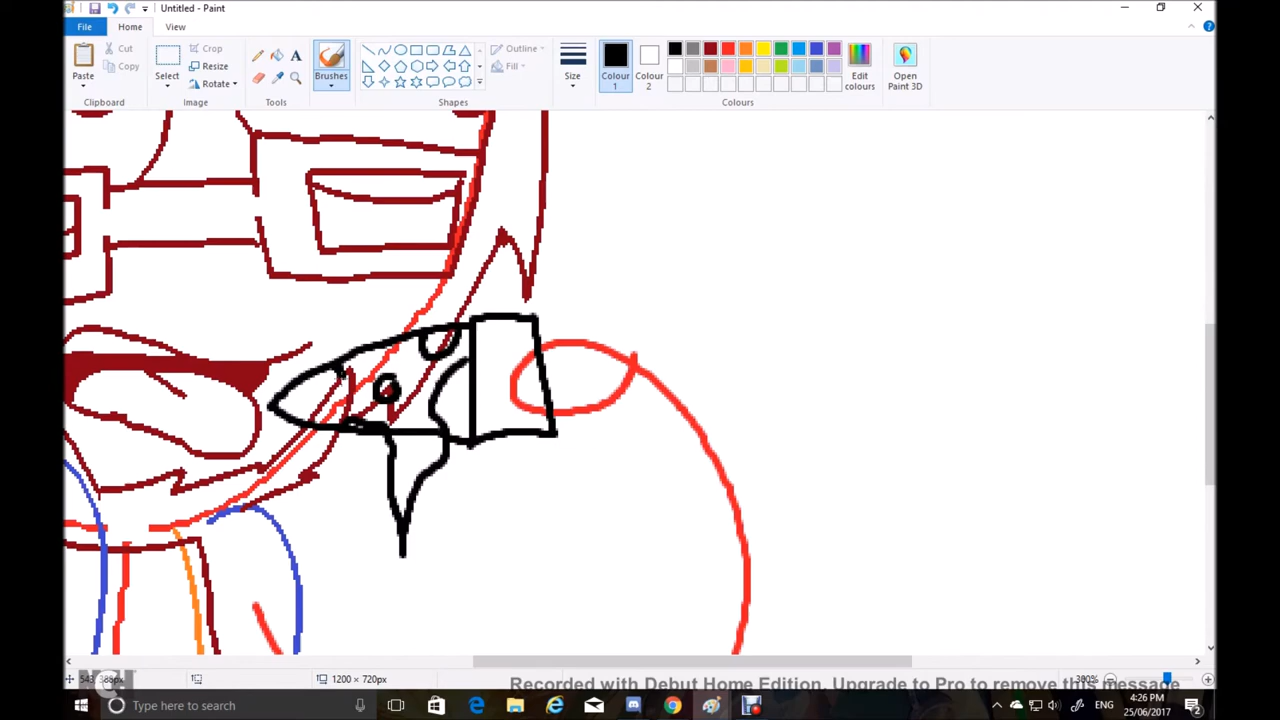 Untitled - Paint
File Home View
Paste
Cut
Copy
Clipboard
Select
Crop
Resize
Rotate
Image
A
Tools
Brushes
Outline
Fill
Shapes
Size
Colour 1
Colour 2
Edit colours
Colours
Open Paint 3D
1200 × 720px
Recorded with Debut Home Edition. Upgrade to Pro to remove this message
Type here to search
4:26 PM
25/06/2017